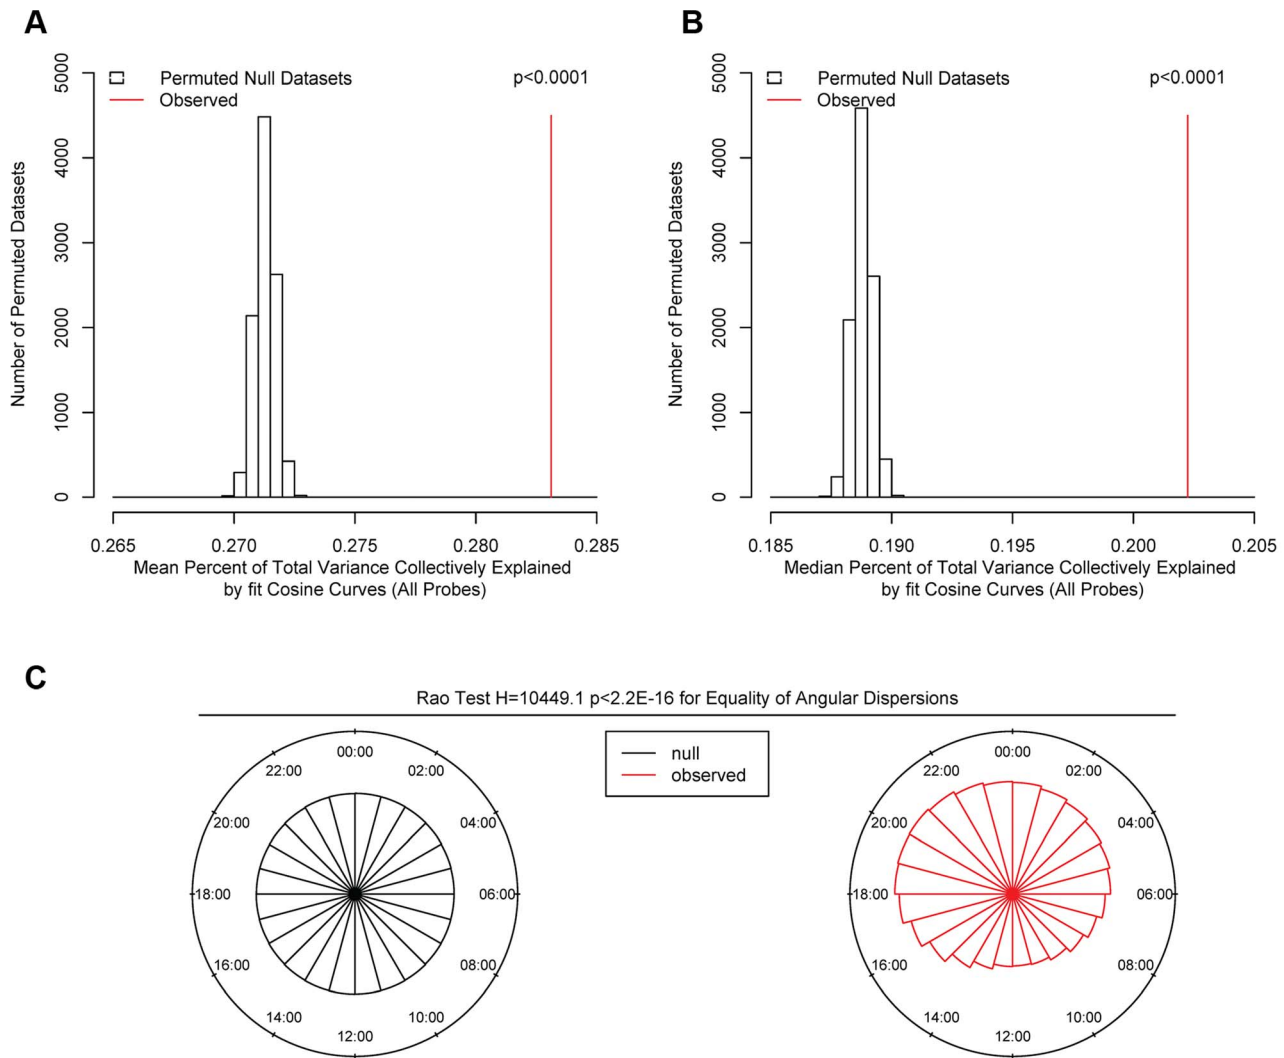 A
Permuted Null Datasets
Observed
p<0.0001
Number of Permuted Datasets
5000
4000
3000
2000
1000
0
0.265 0.270 0.275 0.280 0.285
Mean Percent of Total Variance Collectively Explained
by fit Cosine Curves (All Probes)
B
Permuted Null Datasets
Observed
p<0.0001
Number of Permuted Datasets
5000
4000
3000
2000
1000
0
0.185 0.190 0.195 0.200 0.205
Median Percent of Total Variance Collectively Explained
by fit Cosine Curves (All Probes)
C
Rao Test H=10449.1 p<2.2E-16 for Equality of Angular Dispersions
00:00
02:00
04:00
06:00
08:00
10:00
12:00
14:00
16:00
18:00
20:00
22:00
null
observed
00:00
02:00
04:00
06:00
08:00
10:00
12:00
14:00
16:00
18:00
20:00
22:00